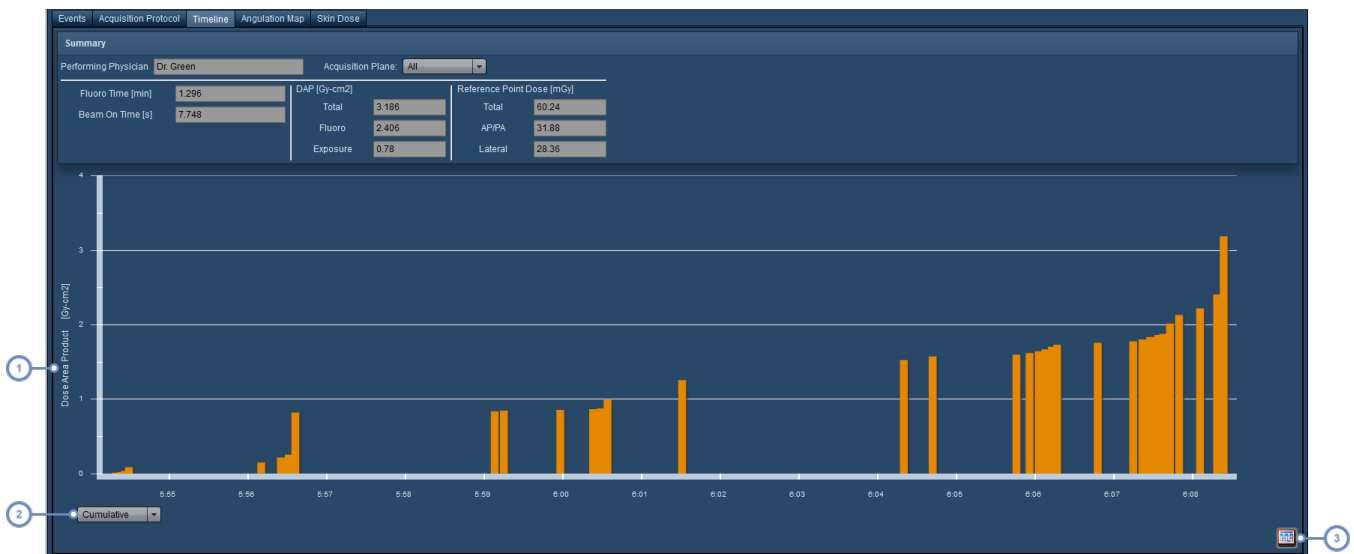 Events Acquisition Protocol Timeline Angulation Map Skin Dose
Summary
Performing Physician Dr. Green Acquisition Plane: All
Fluoro Time [min] 1.296 DAP [Gy-cm2] Reference Point Dose [mGy]
Beam On Time [s] 7.748 Total 3.186 Total 60.24
Fluoro 2.406 AP/PA 31.88
Exposure 0.78 Lateral 28.36
4
3
2
1
0
Dose Area Product [Gy-cm2]
5:55 5:56 5:57 5:58 5:59 6:00 6:01 6:02 6:03 6:04 6:05 6:06 6:07 6:08
1
2
Cumulative
3